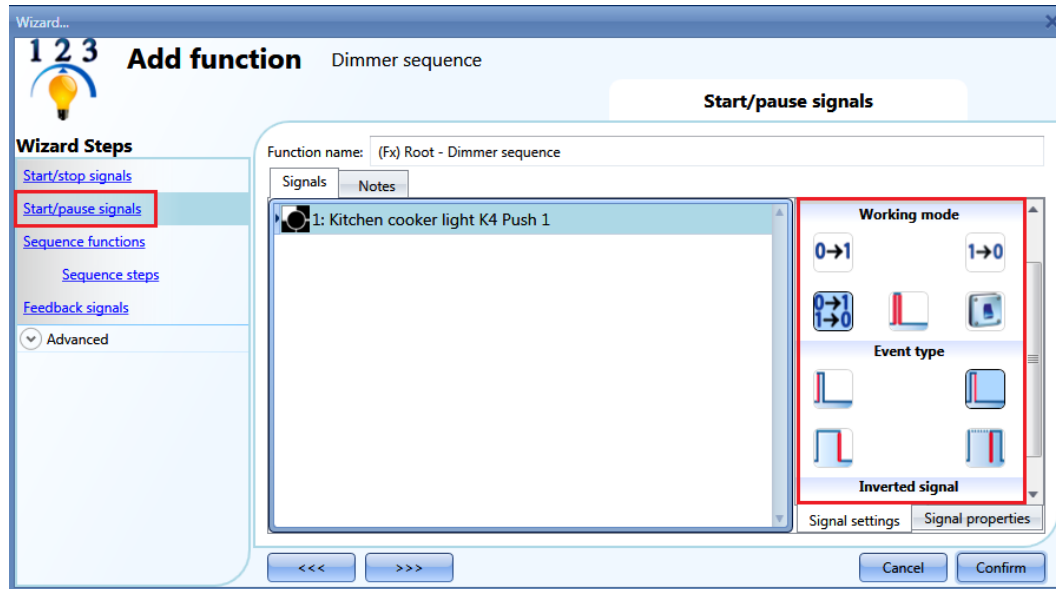 Wizard...
1 2 3
Add function Dimmer sequence
Start/pause signals
Wizard Steps
Start/stop signals
Start/pause signals
Sequence functions
Sequence steps
Feedback signals
Advanced
Function name: (Fx) Root - Dimmer sequence
Signals Notes
1: Kitchen cooker light K4 Push 1
Working mode
0→1 1→0
0→1
1→0
Event type
Inverted signal
Signal settings Signal properties
<<< >>> Cancel Confirm